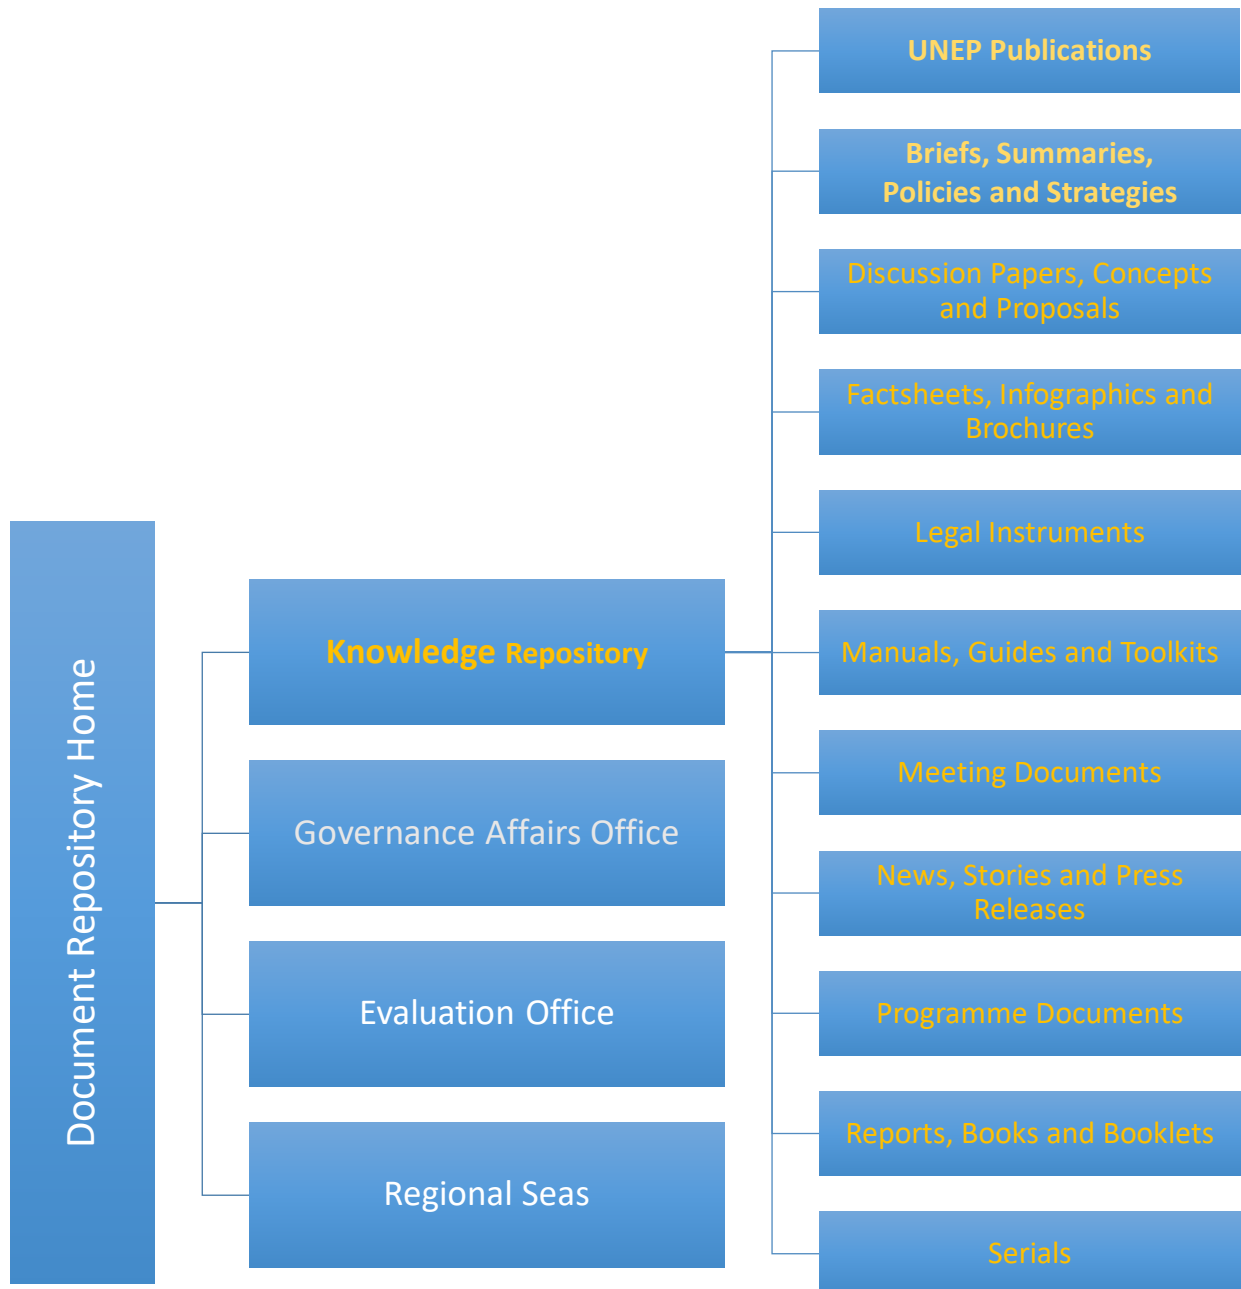 Document Repository Home
Knowledge Repository
Governance Affairs Office
Evaluation Office
Regional Seas
UNEP Publications
Briefs, Summaries,
Policies and Strategies
Discussion Papers, Concepts
and Proposals
Factsheets, Infographics and
Brochures
Legal Instruments
Manuals, Guides and Toolkits
Meeting Documents
News, Stories and Press
Releases
Programme Documents
Reports, Books and Booklets
Serials